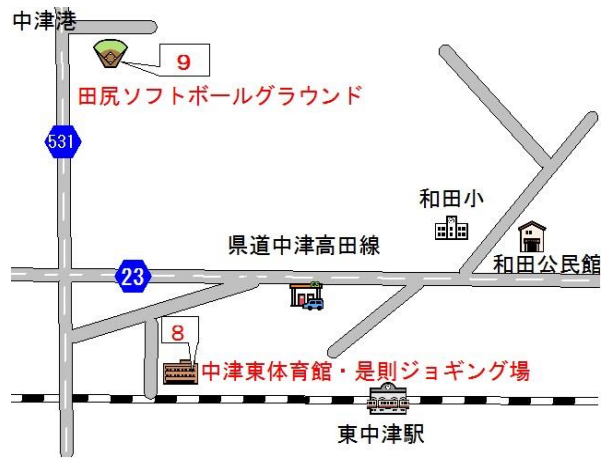 中津港
9
田尻ソフトボールグラウンド
531
和田小
県道中津高田線
和田公民館
23
8
中津東体育館・是則ジョギング場
東中津駅